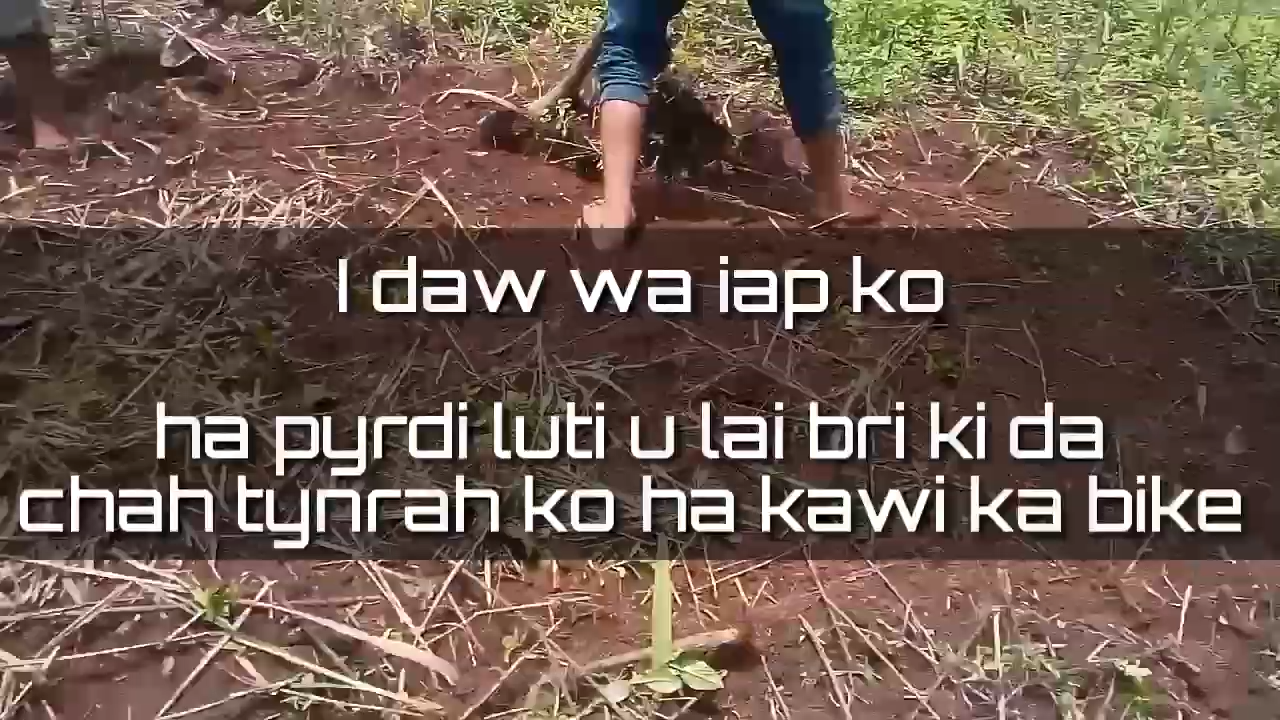 I daw wa iap ko
ha pyrdi luti u lai bri ki da
chah tynrah ko ha kawi ka bike